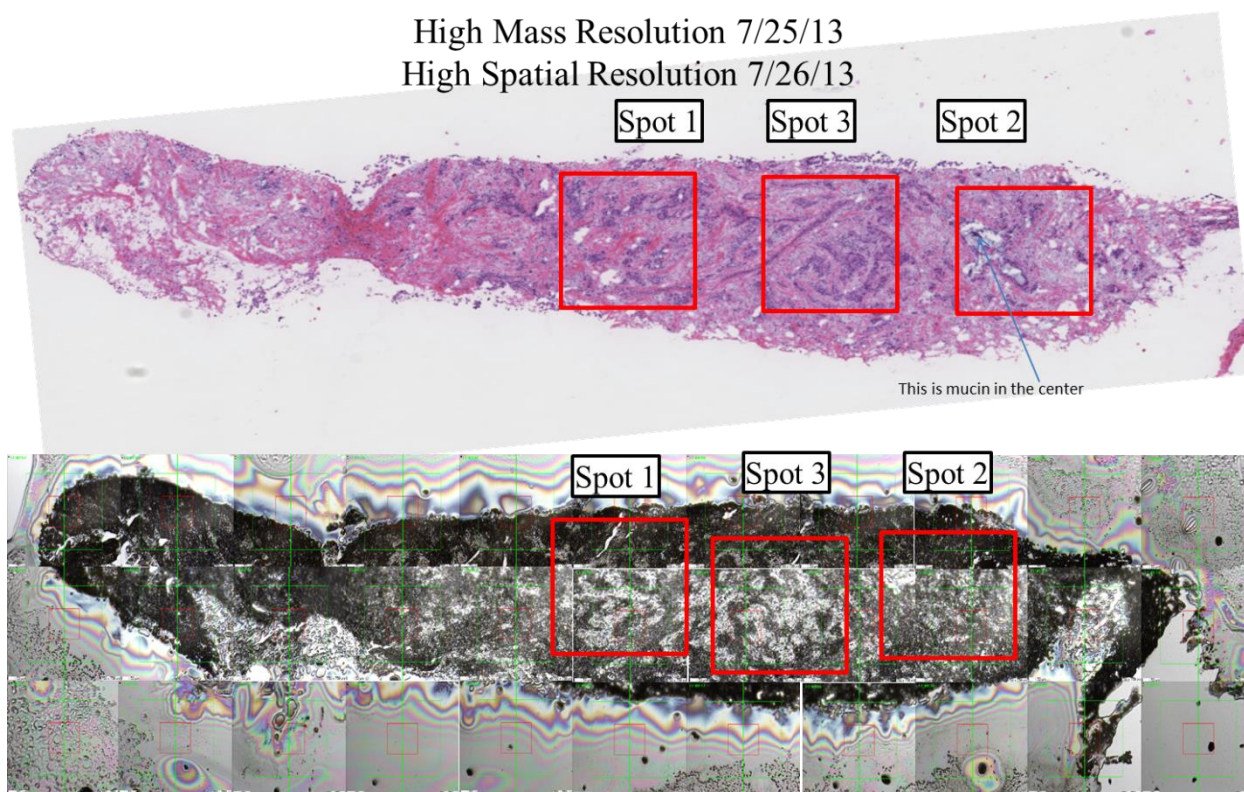 High Mass Resolution 7/25/13
High Spatial Resolution 7/26/13
Spot 1
Spot 3
Spot 2
This is mucin in the center
Spot 1
Spot 3
Spot 2